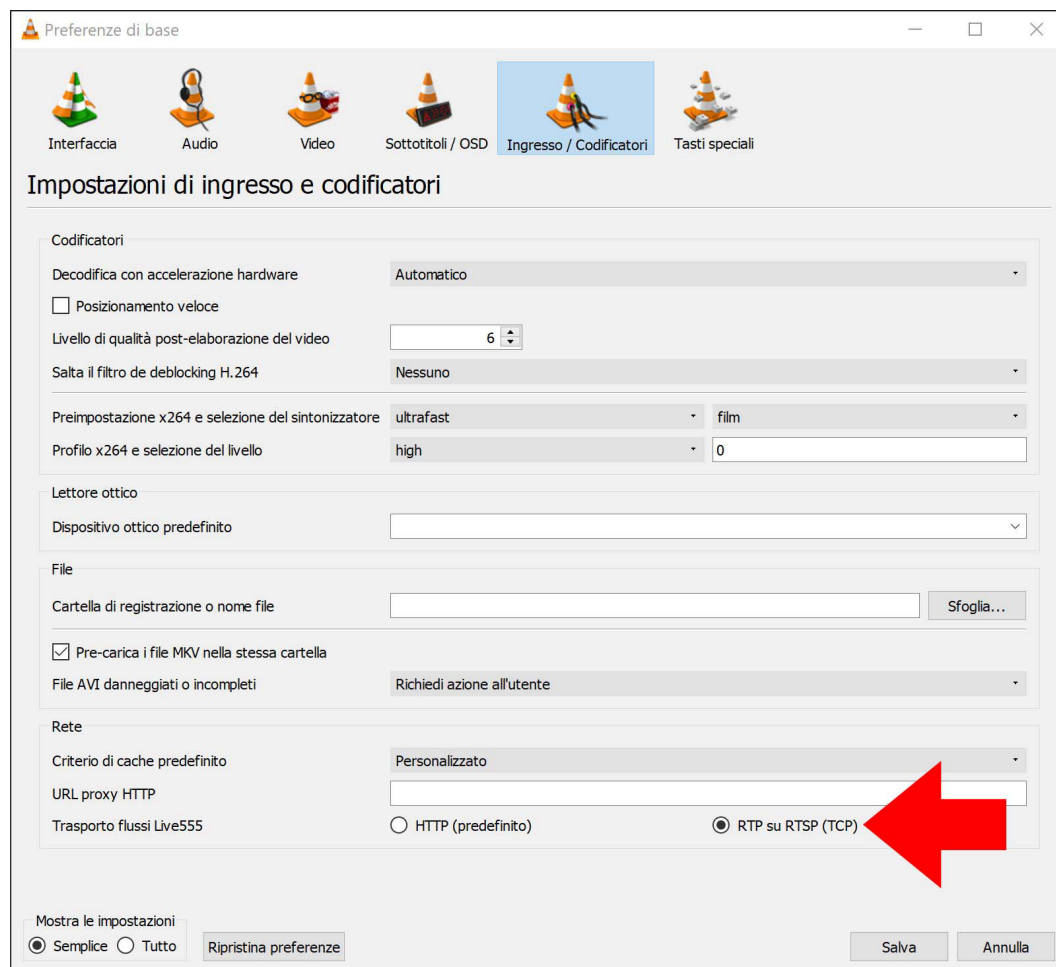 Preferenze di base
Interfaccia Audio Video Sottotitoli / OSD Ingresso / Codificatori Tasti speciali
Impostazioni di ingresso e codificatori
Codificatori
Decodifica con accelerazione hardware Automatico
Posizionamento veloce
Livello di qualità post-elaborazione del video 6
Salta il filtro de deblocking H.264 Nessuno
Preimpostazione x264 e selezione del sintonizzatore ultrafast film
Profilo x264 e selezione del livello high 0
Lettore ottico
Dispositivo ottico predefinito
File
Cartella di registrazione o nome file Sfoglia...
Pre-carica i file MKV nella stessa cartella
File AVI danneggiati o incompleti Richiedi azione all'utente
Rete
Criterio di cache predefinito Personalizzato
URL proxy HTTP
Trasporto flussi Live555 HTTP (predefinito) RTP su RTSP (TCP)
Mostra le impostazioni
Semplice Tutto Ripristina preferenze Salva Annulla